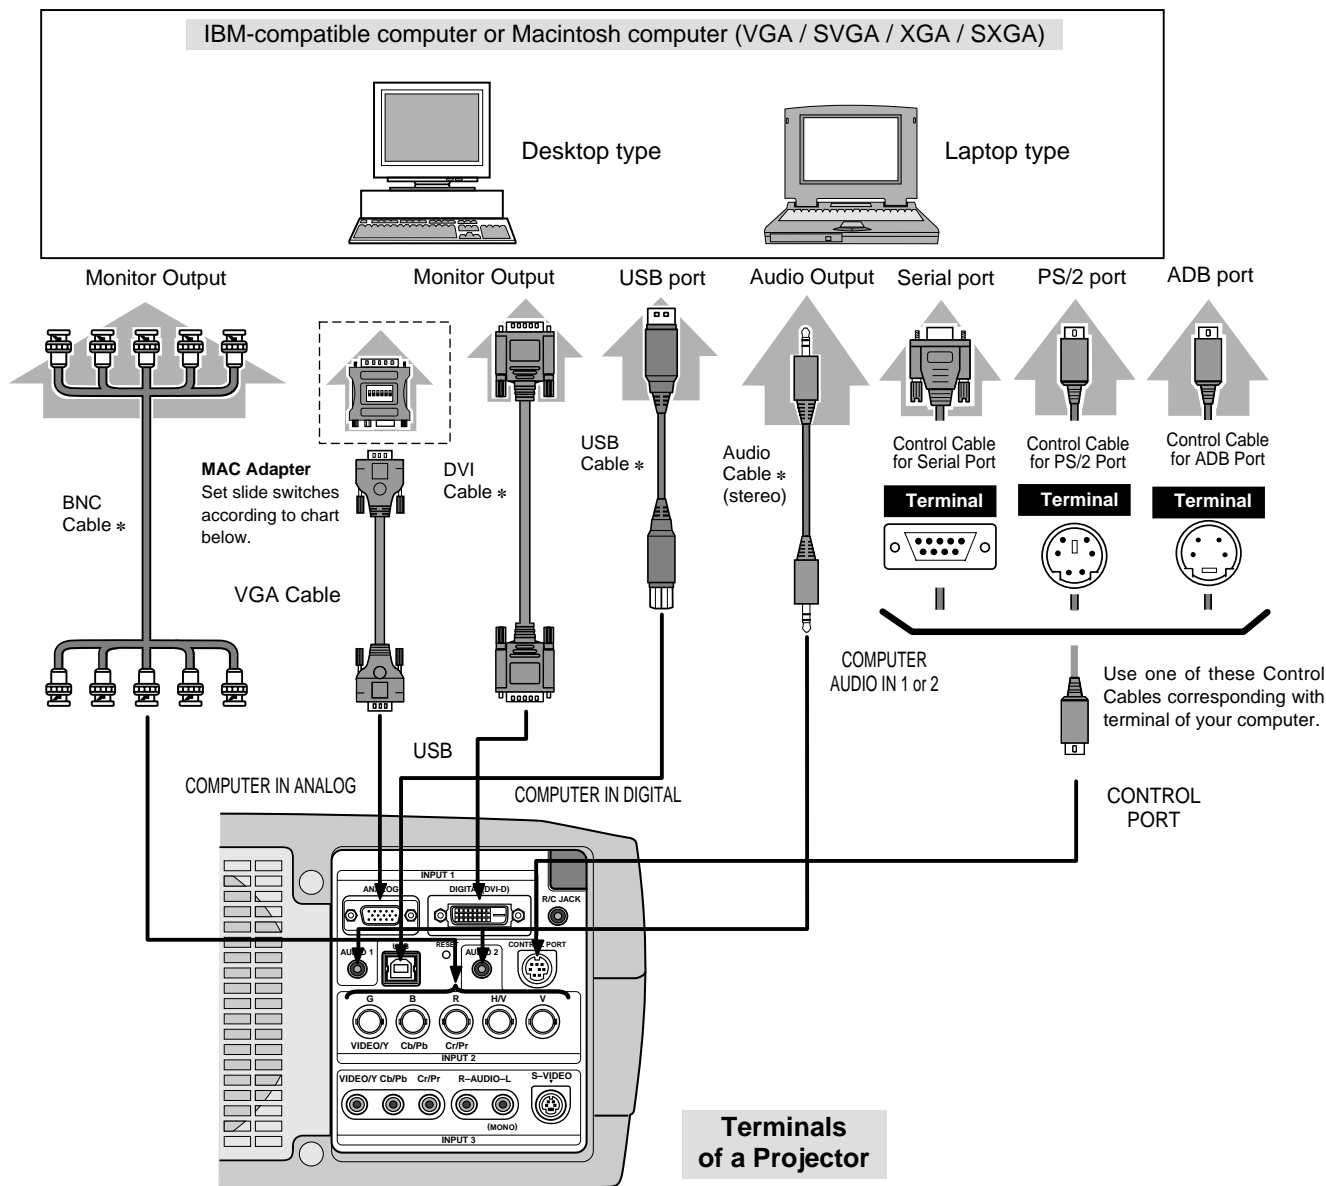 IBM-compatible computer or Macintosh computer (VGA / SVGA / XGA / SXGA)
Desktop type
Laptop type
Monitor Output
Monitor Output
USB port
Audio Output
Serial port
PS/2 port
ADB port
BNC
Cable *
MAC Adapter
Set slide switches
according to chart
below.
VGA Cable
DVI
Cable *
USB
Cable *
Audio
Cable *
(stereo)
Control Cable
for Serial Port
Control Cable
for PS/2 Port
Control Cable
for ADB Port
Terminal
Terminal
Terminal
COMPUTER
AUDIO IN 1 or 2
Use one of these Control
Cables corresponding with
terminal of your computer.
USB
COMPUTER IN ANALOG
COMPUTER IN DIGITAL
CONTROL
PORT
INPUT 1
ANALOG
DIGITAL (DVI-D)
R/C JACK
AUDIO 1
USB
RESET
AUDIO 2
CONTROL PORT
G
B
R
H/V
V
VIDEO/Y
Cb/Pb
Cr/Pr
INPUT 2
VIDEO/Y
Cb/Pb
Cr/Pr
R–AUDIO–L
S–VIDEO
(MONO)
INPUT 3
Terminals
of a Projector